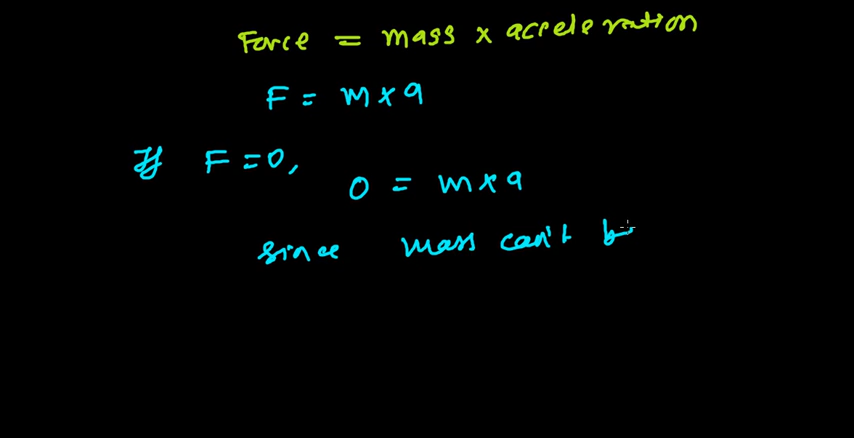 Force = mass x acceleration
F = m x a
If F = 0,
0 = m x a
since mass can't b